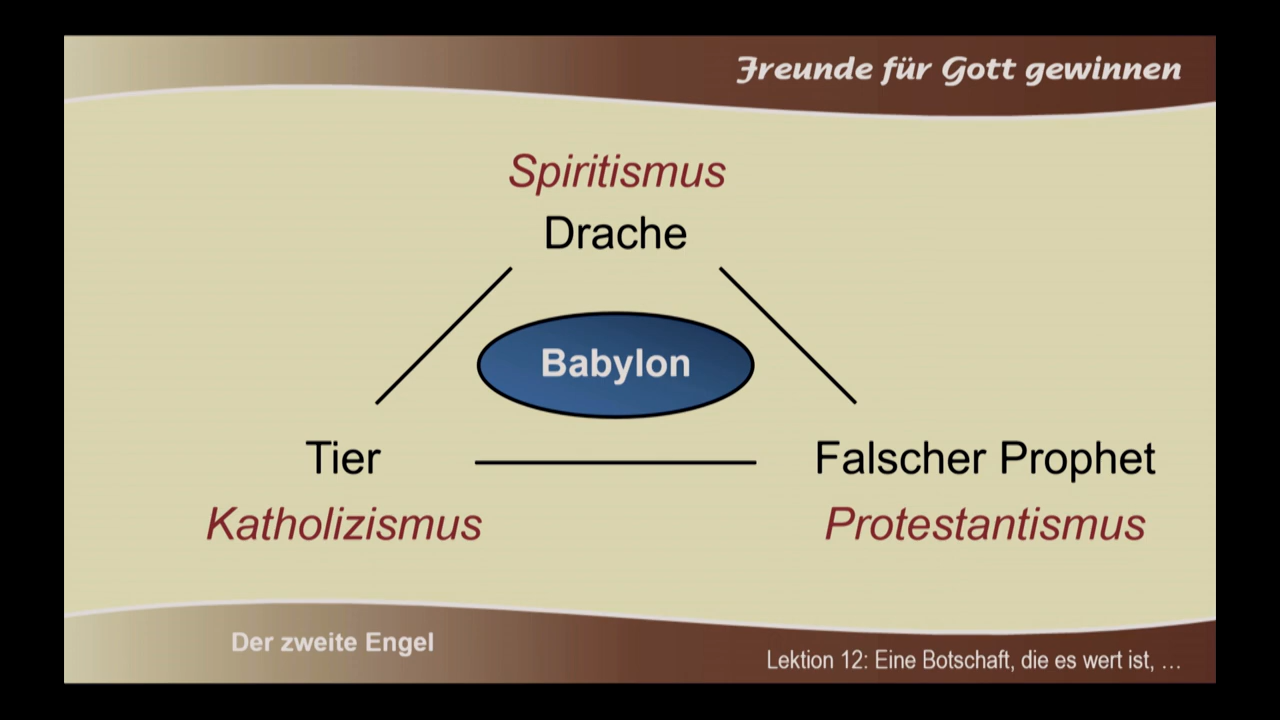 Freunde für Gott gewinnen
Spiritismus
Drache
Babylon
Tier
Falscher Prophet
Katholizismus
Protestantismus
Der zweite Engel
Lektion 12: Eine Botschaft, die es wert ist, …